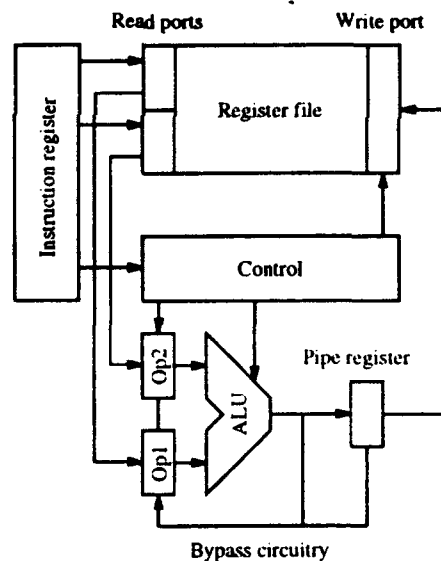 Read ports
Write port
Instruction register
Register file
Control
Op2
ALU
Pipe register
Op1
Bypass circuitry